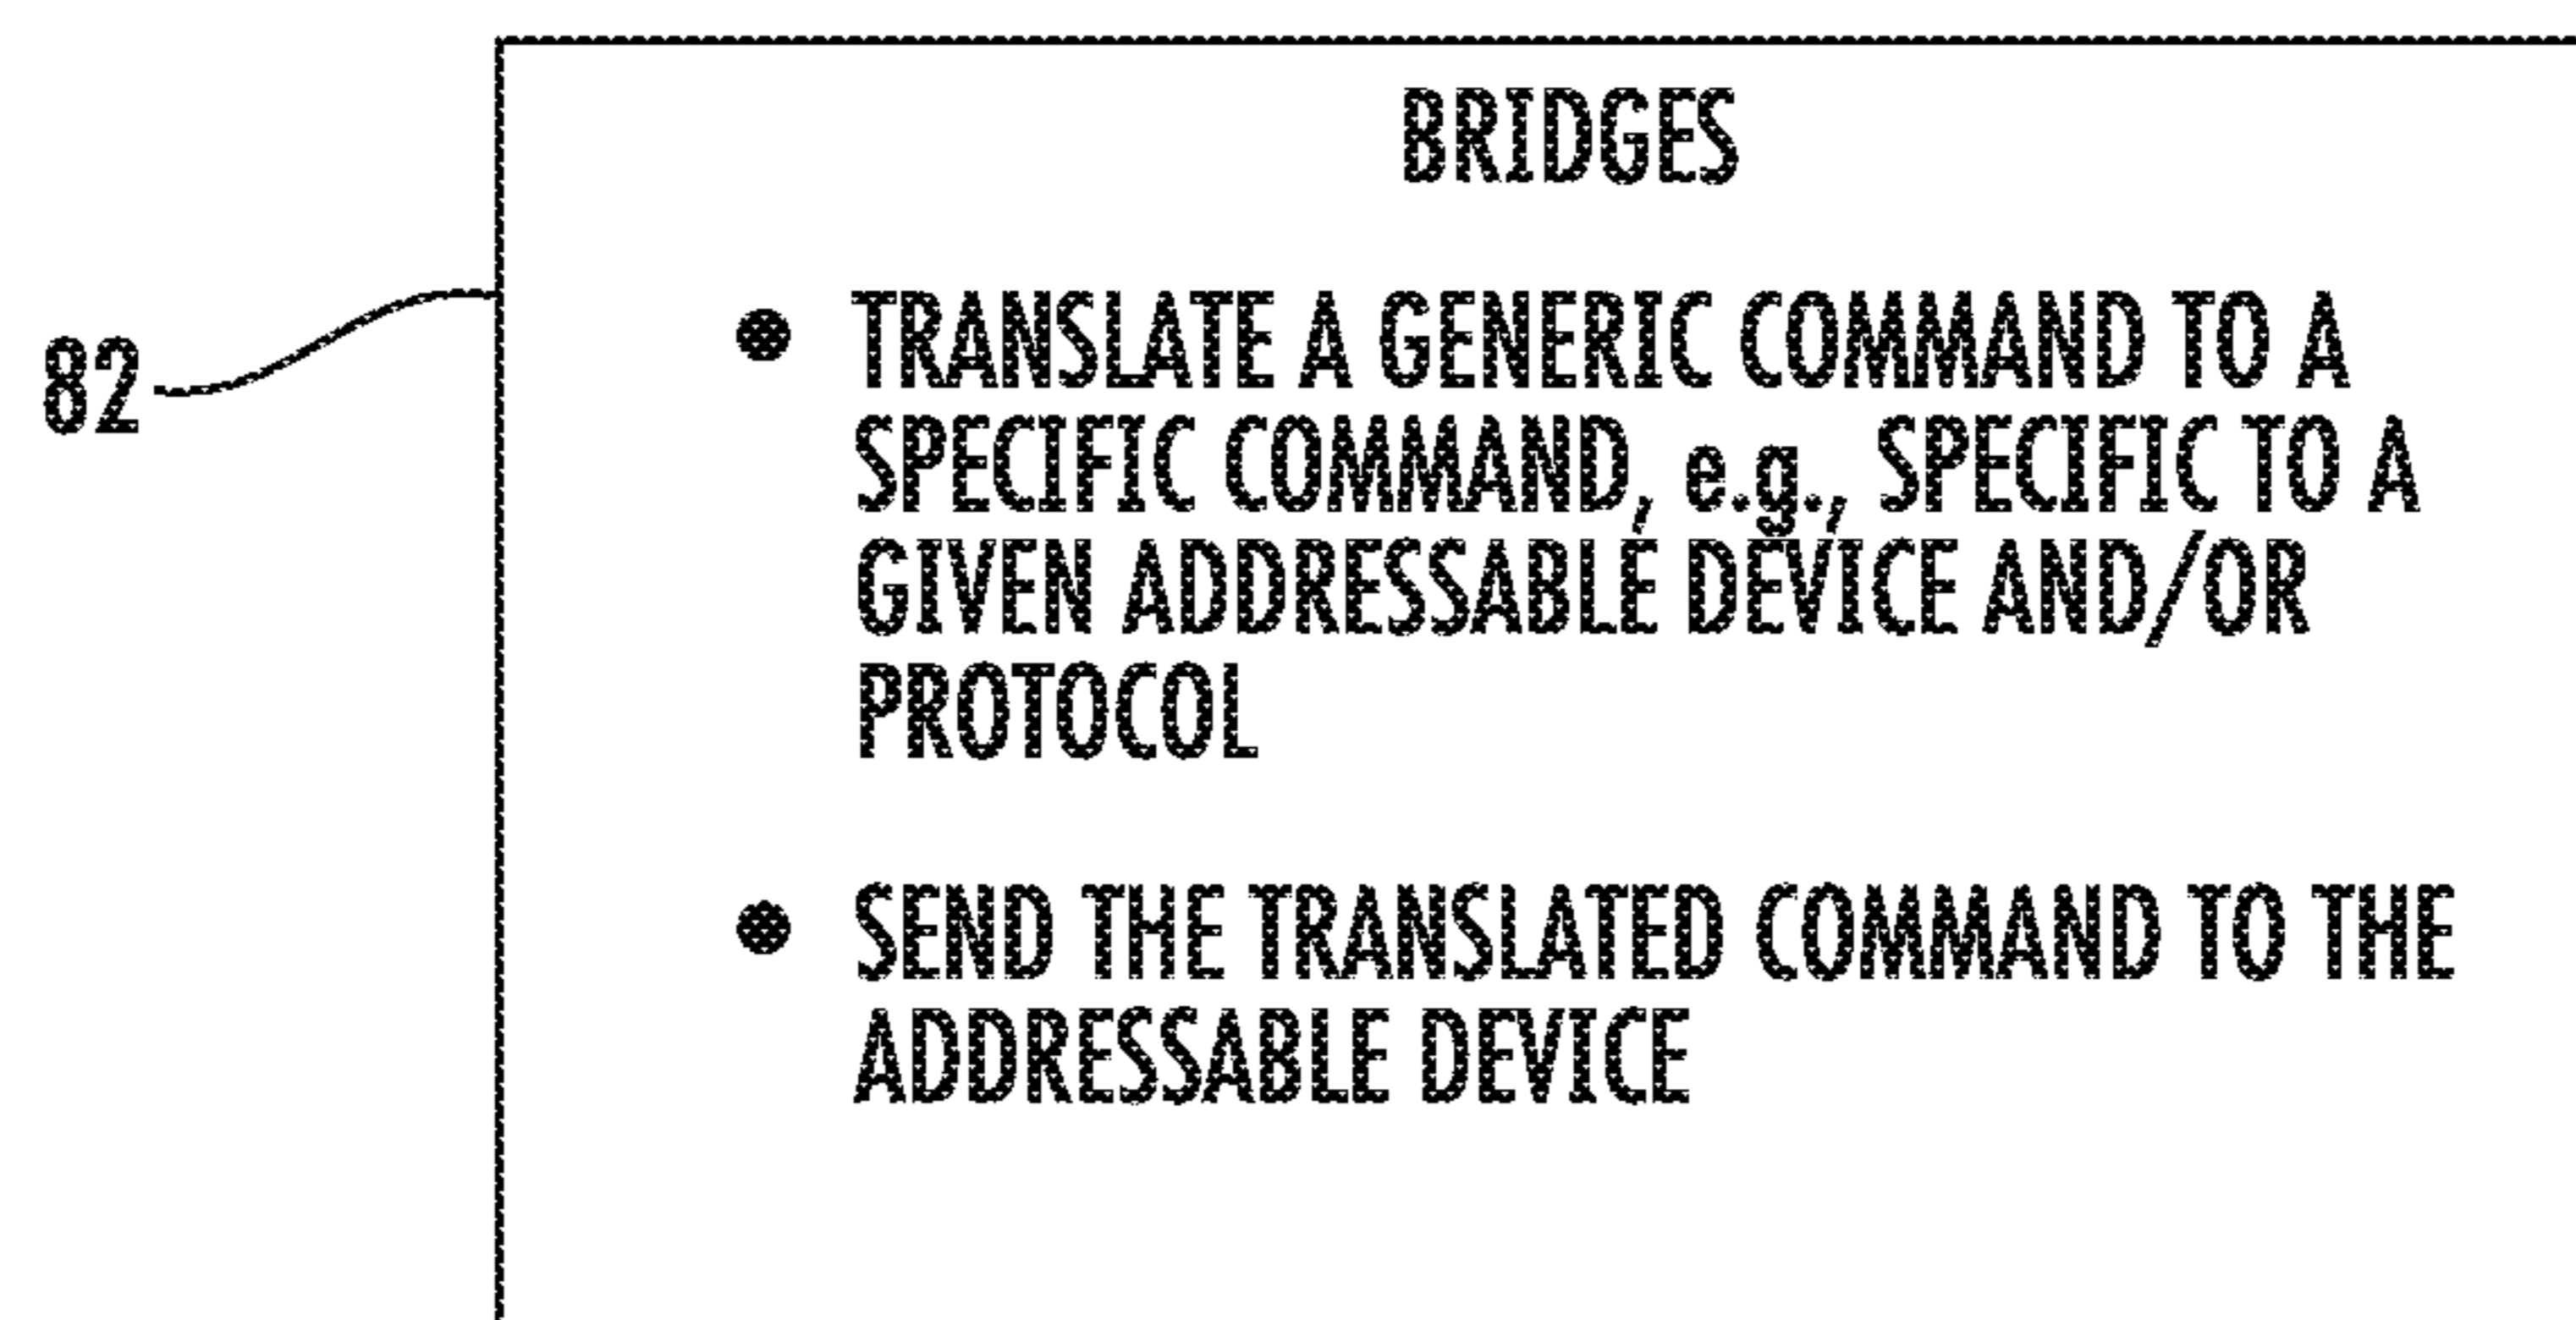 BRIDGES
82
● TRANSLATE A GENERIC COMMAND TO A
SPECIFIC COMMAND, e.g., SPECIFIC TO A
GIVEN ADDRESSABLE DEVICE AND/OR
PROTOCOL
● SEND THE TRANSLATED COMMAND TO THE
ADDRESSABLE DEVICE